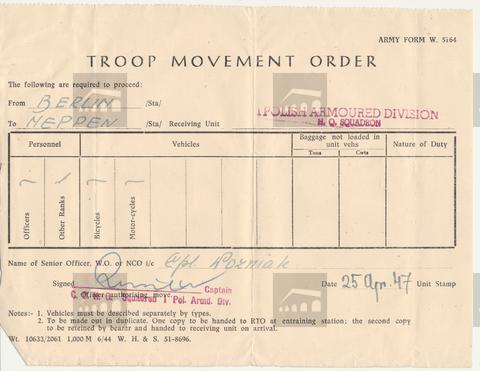 ARMY FORM W. 5164
TROOP MOVEMENT ORDER
The following are required to proceed:
From BERLIN /Sta/
To MEPPEN /Sta/ Receiving Unit
1 POLISH ARMOURED DIVISION
H. Q. SQUADRON
Personnel Vehicles Baggage not loaded in unit vehs Nature of Duty
Tons Cwts
Officers Other Ranks Bicycles Motor-cycles
Name of Senior Officer, W.O. or NCO i/c Cpl Woźniak
Signed Captain
Officer authorising move.
Squadron 1 Pol. Armd. Div.
Date 25 Apr. 47 Unit Stamp
Notes:- 1. Vehicles must be described separately by types.
2. To be made out in duplicate. One copy to be handed to RTO at entraining station; the second copy
to be reteined by bearer and handed to receiving unit on arrival.
Wt. 10633/2061 1,000 M 6/44 W. H. & S. 51-8696.